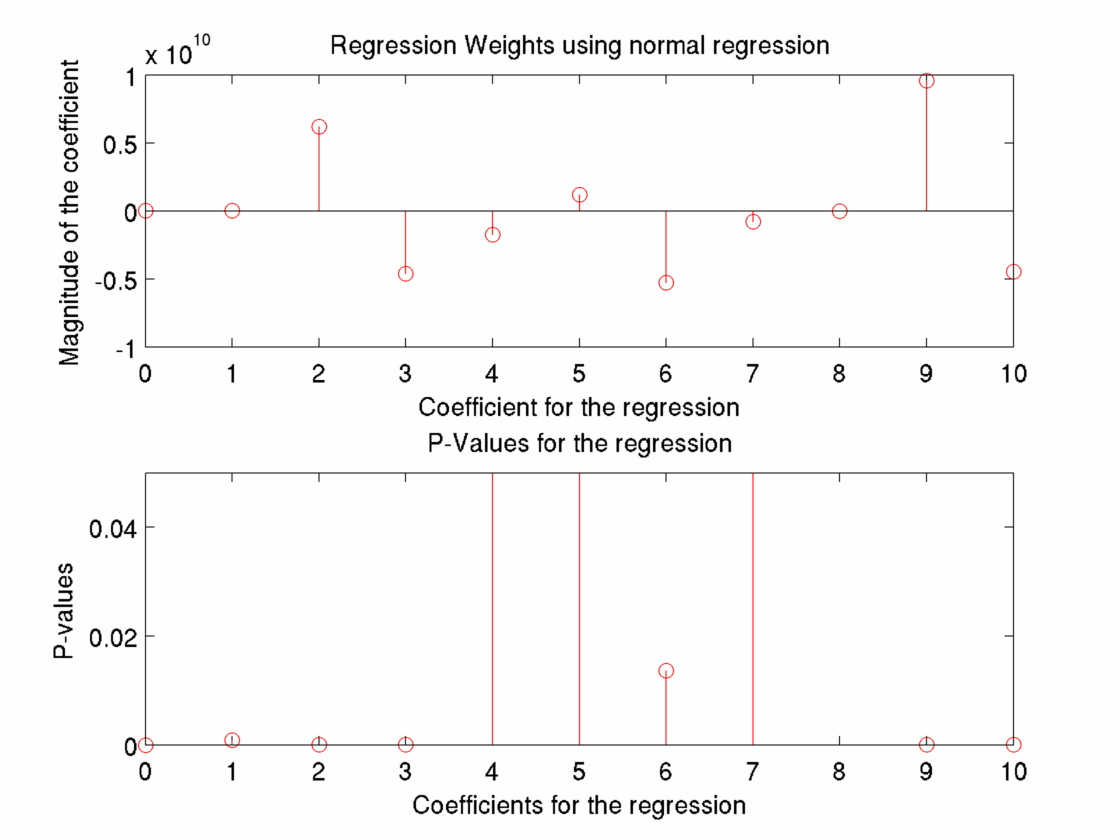 Regression Weights using normal regression
x 10^10
Magnitude of the coefficient
1
0.5
0
-0.5
-1
0 1 2 3 4 5 6 7 8 9 10
Coefficient for the regression
P-Values for the regression
P-values
0.04
0.02
0
0 1 2 3 4 5 6 7 8 9 10
Coefficients for the regression